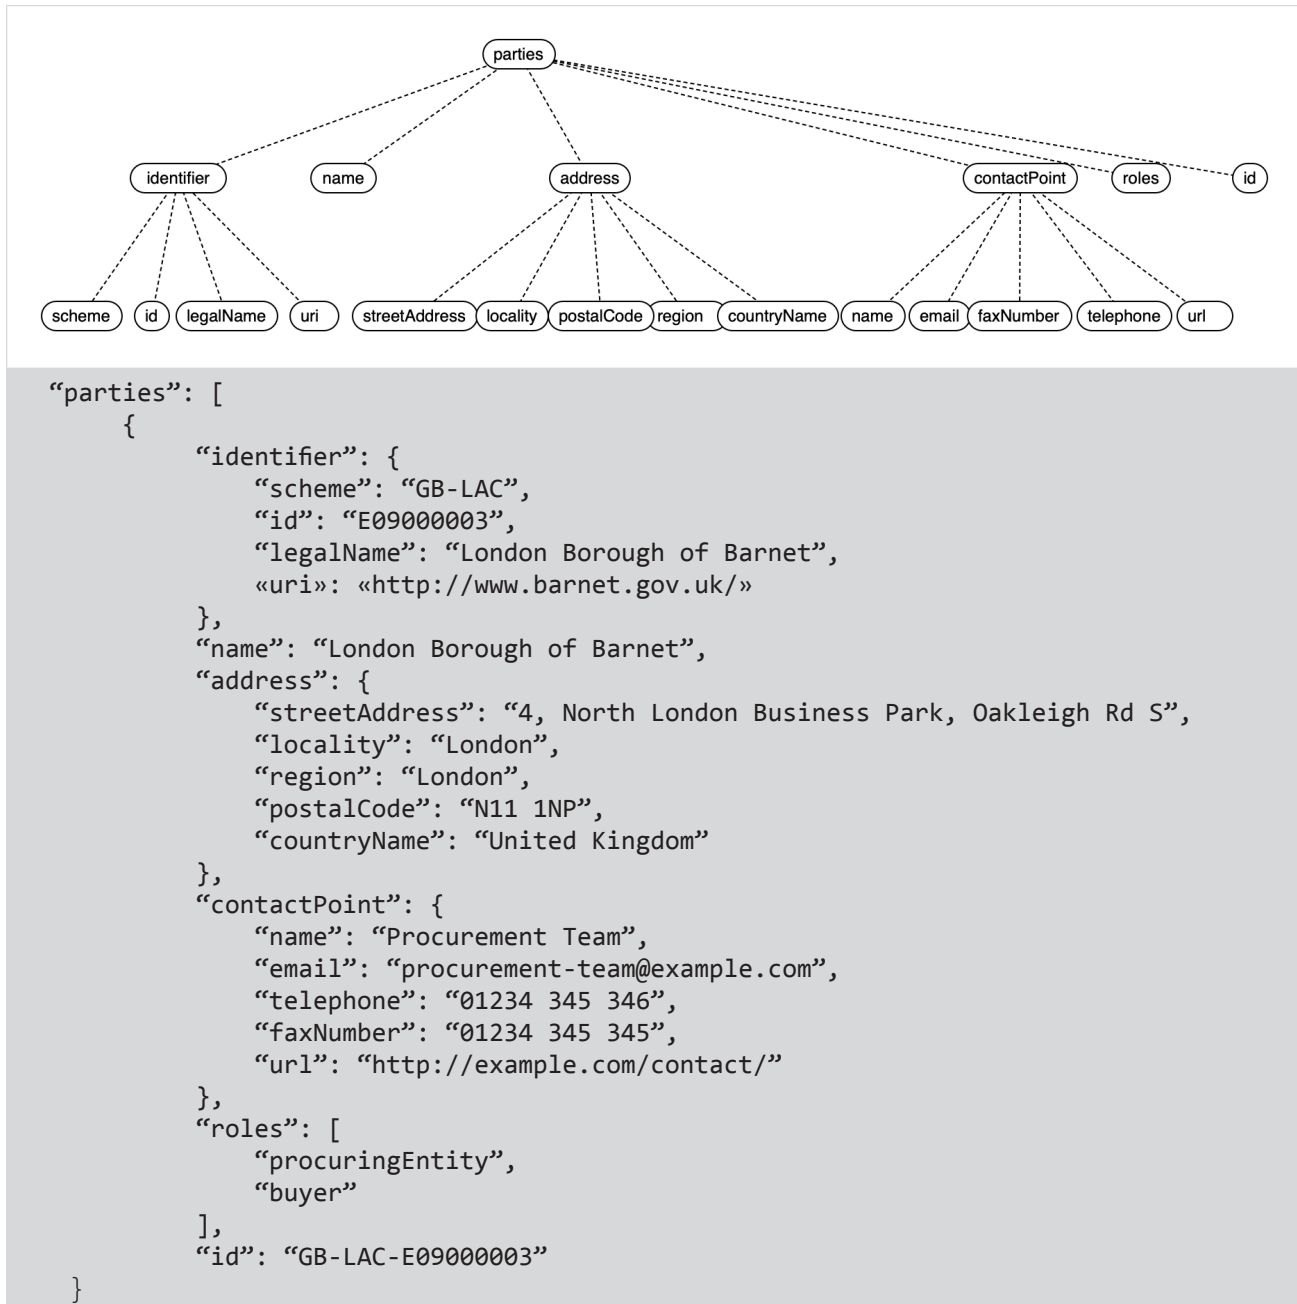 parties
identifier name address contactPoint roles id
scheme id legalName uri streetAddress locality postalCode region countryName name email faxNumber telephone url
“parties”: [
{
“identifier”: {
“scheme”: “GB-LAC”,
“id”: “E09000003”,
“legalName”: “London Borough of Barnet”,
«uri»: «http://www.barnet.gov.uk/»
},
“name”: “London Borough of Barnet”,
“address”: {
“streetAddress”: “4, North London Business Park, Oakleigh Rd S”,
“locality”: “London”,
“region”: “London”,
“postalCode”: “N11 1NP”,
“countryName”: “United Kingdom”
},
“contactPoint”: {
“name”: “Procurement Team”,
“email”: “procurement-team@example.com”,
“telephone”: “01234 345 346”,
“faxNumber”: “01234 345 345”,
“url”: “http://example.com/contact/”
},
“roles”: [
“procuringEntity”,
“buyer”
],
“id”: “GB-LAC-E09000003”
}